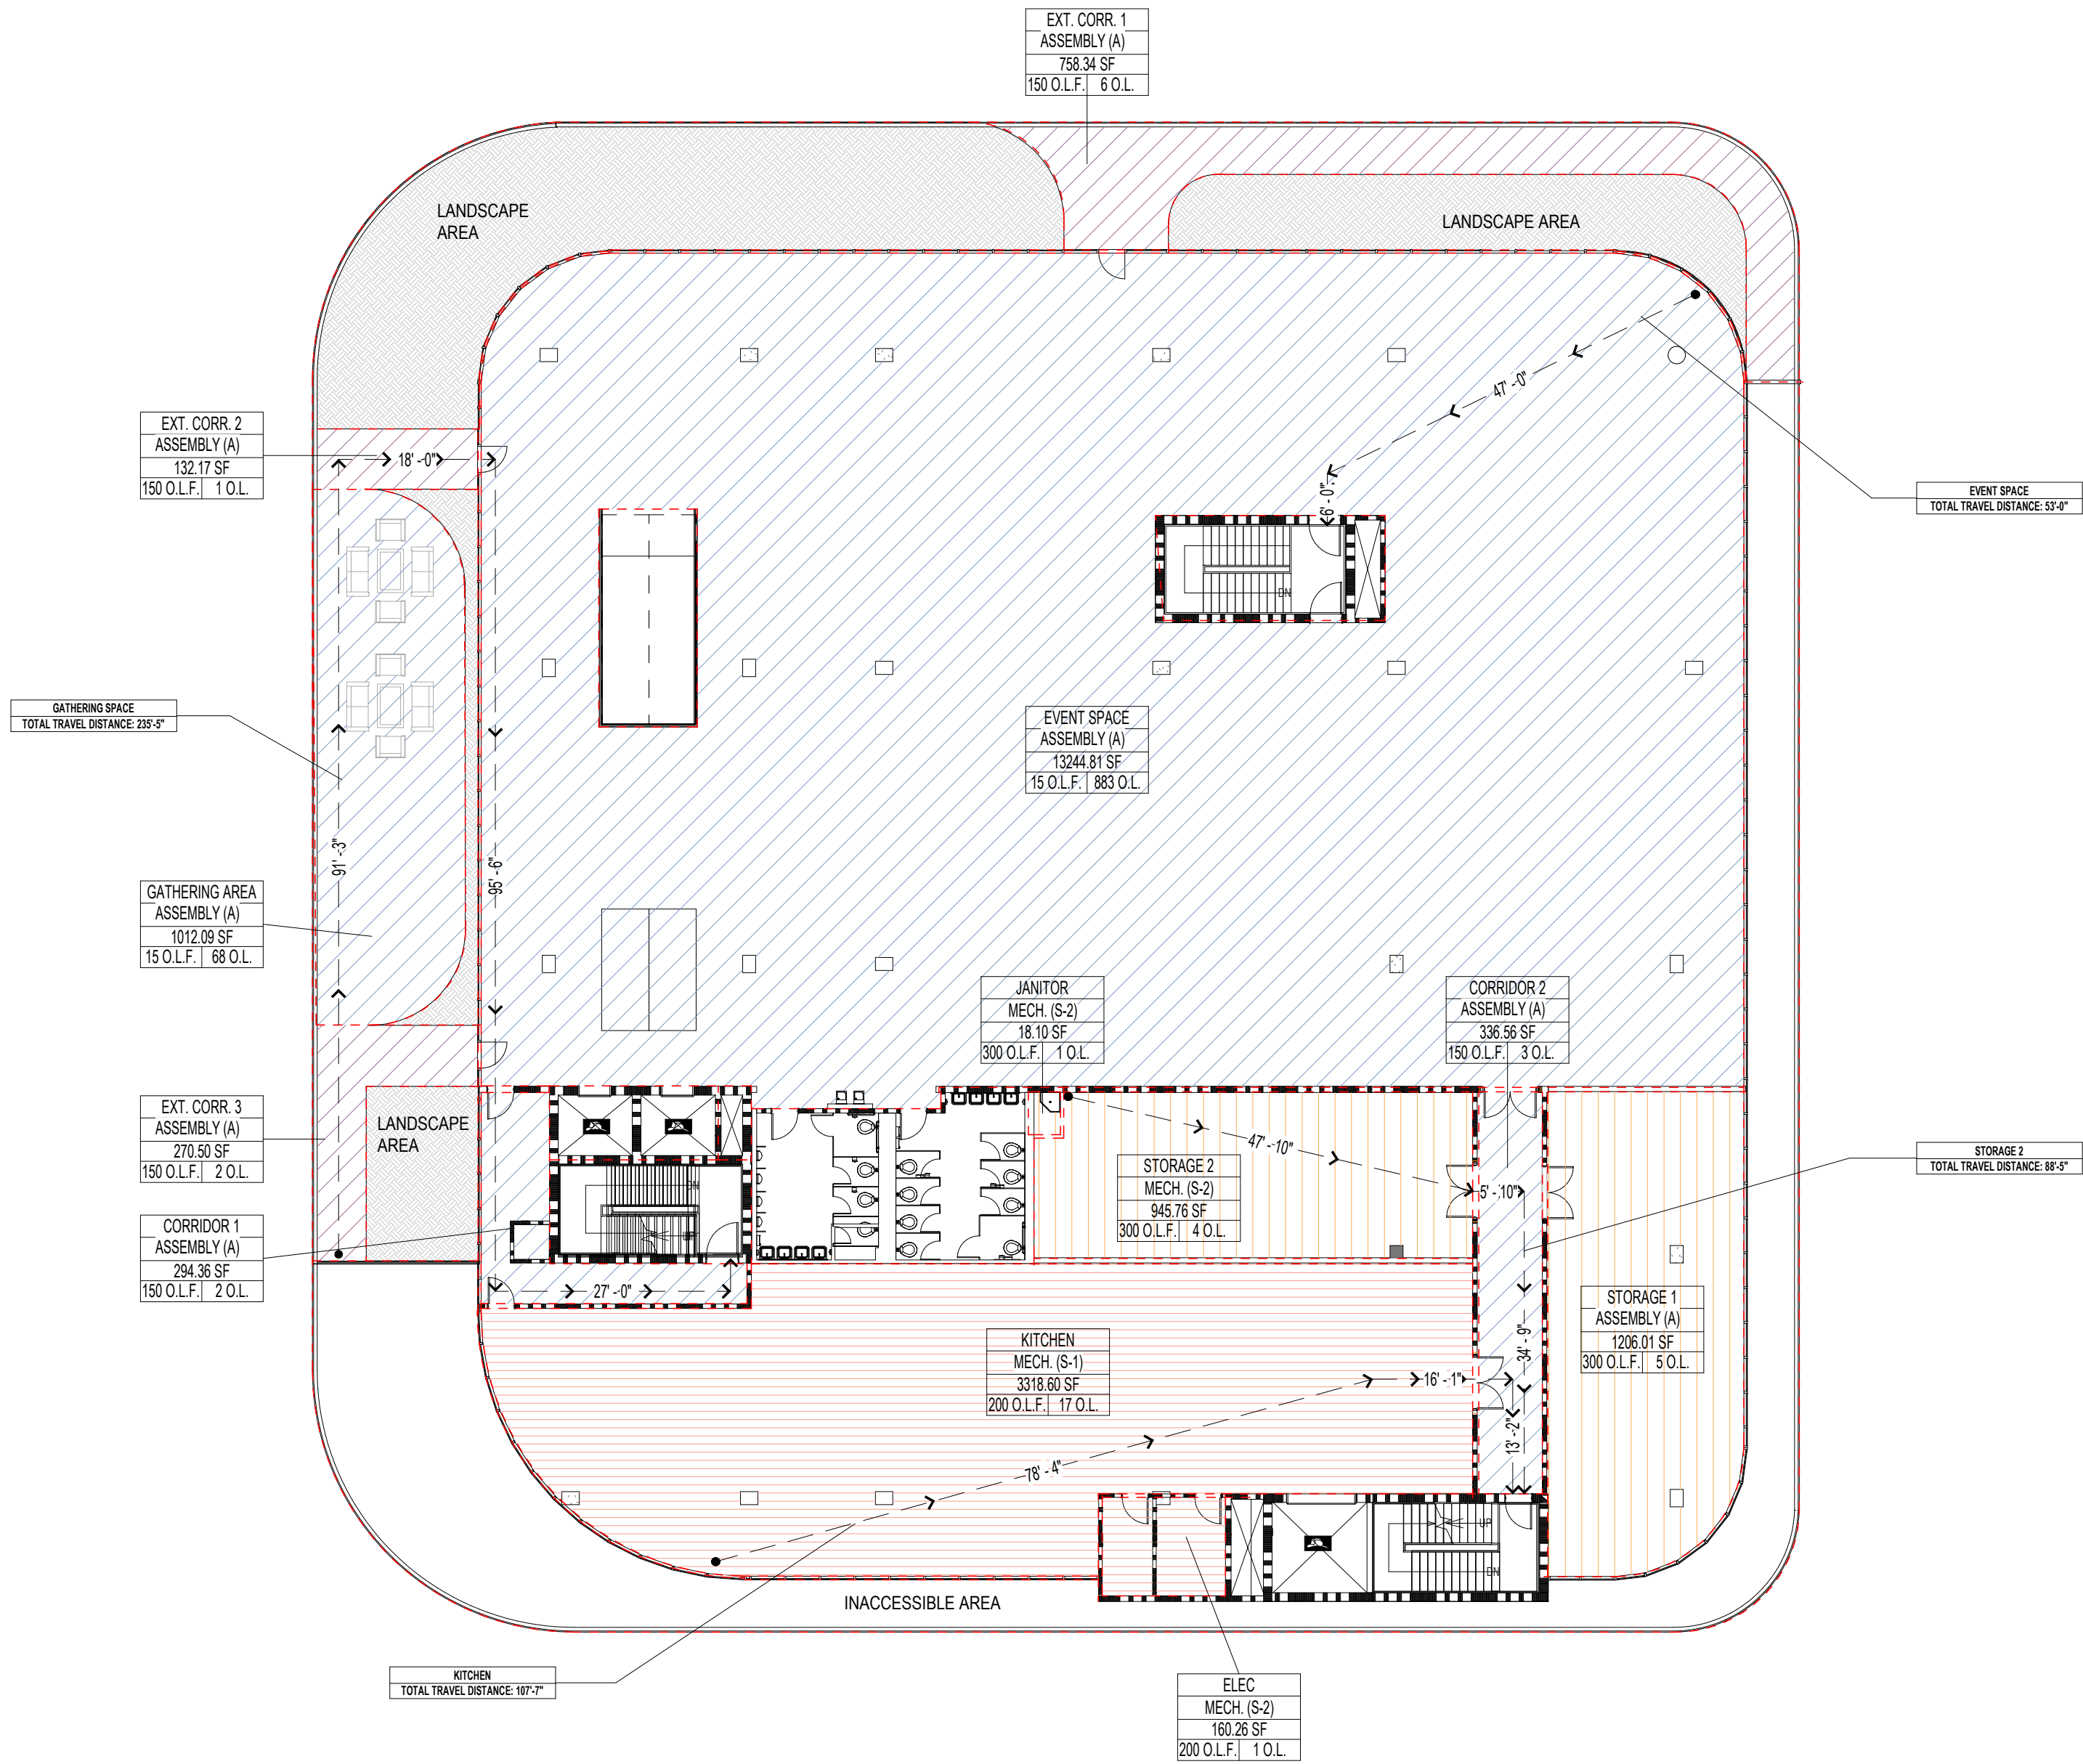 EXT. CORR. 1
ASSEMBLY (A)
758.34 SF
150 O.L.F. 6 O.L.
LANDSCAPE
AREA
LANDSCAPE AREA
47' - 0"
EXT. CORR. 2
ASSEMBLY (A)
132.17 SF
150 O.L.F. 1 O.L.
18' - 0"
6' - 0"
EVENT SPACE
TOTAL TRAVEL DISTANCE: 53'-0"
DN
GATHERING SPACE
TOTAL TRAVEL DISTANCE: 235'-5"
EVENT SPACE
ASSEMBLY (A)
13244.81 SF
15 O.L.F. 883 O.L.
91' - 3"
95' - 6"
GATHERING AREA
ASSEMBLY (A)
1012.09 SF
15 O.L.F. 68 O.L.
JANITOR
MECH. (S-2)
18.10 SF
300 O.L.F. 1 O.L.
CORRIDOR 2
ASSEMBLY (A)
336.56 SF
150 O.L.F. 3 O.L.
EXT. CORR. 3
ASSEMBLY (A)
270.50 SF
150 O.L.F. 2 O.L.
LANDSCAPE
AREA
47' - 10"
STORAGE 2
MECH. (S-2)
945.76 SF
300 O.L.F. 4 O.L.
5' - 10"
STORAGE 2
TOTAL TRAVEL DISTANCE: 88'-5"
DN
UP
CORRIDOR 1
ASSEMBLY (A)
294.36 SF
150 O.L.F. 2 O.L.
27' - 0"
STORAGE 1
ASSEMBLY (A)
1206.01 SF
300 O.L.F. 5 O.L.
KITCHEN
MECH. (S-1)
3318.60 SF
200 O.L.F. 17 O.L.
34' - 9"
16' - 1"
13' - 2"
78' - 4"
UP
DN
INACCESSIBLE AREA
KITCHEN
TOTAL TRAVEL DISTANCE: 107'-7"
ELEC
MECH. (S-2)
160.26 SF
200 O.L.F. 1 O.L.